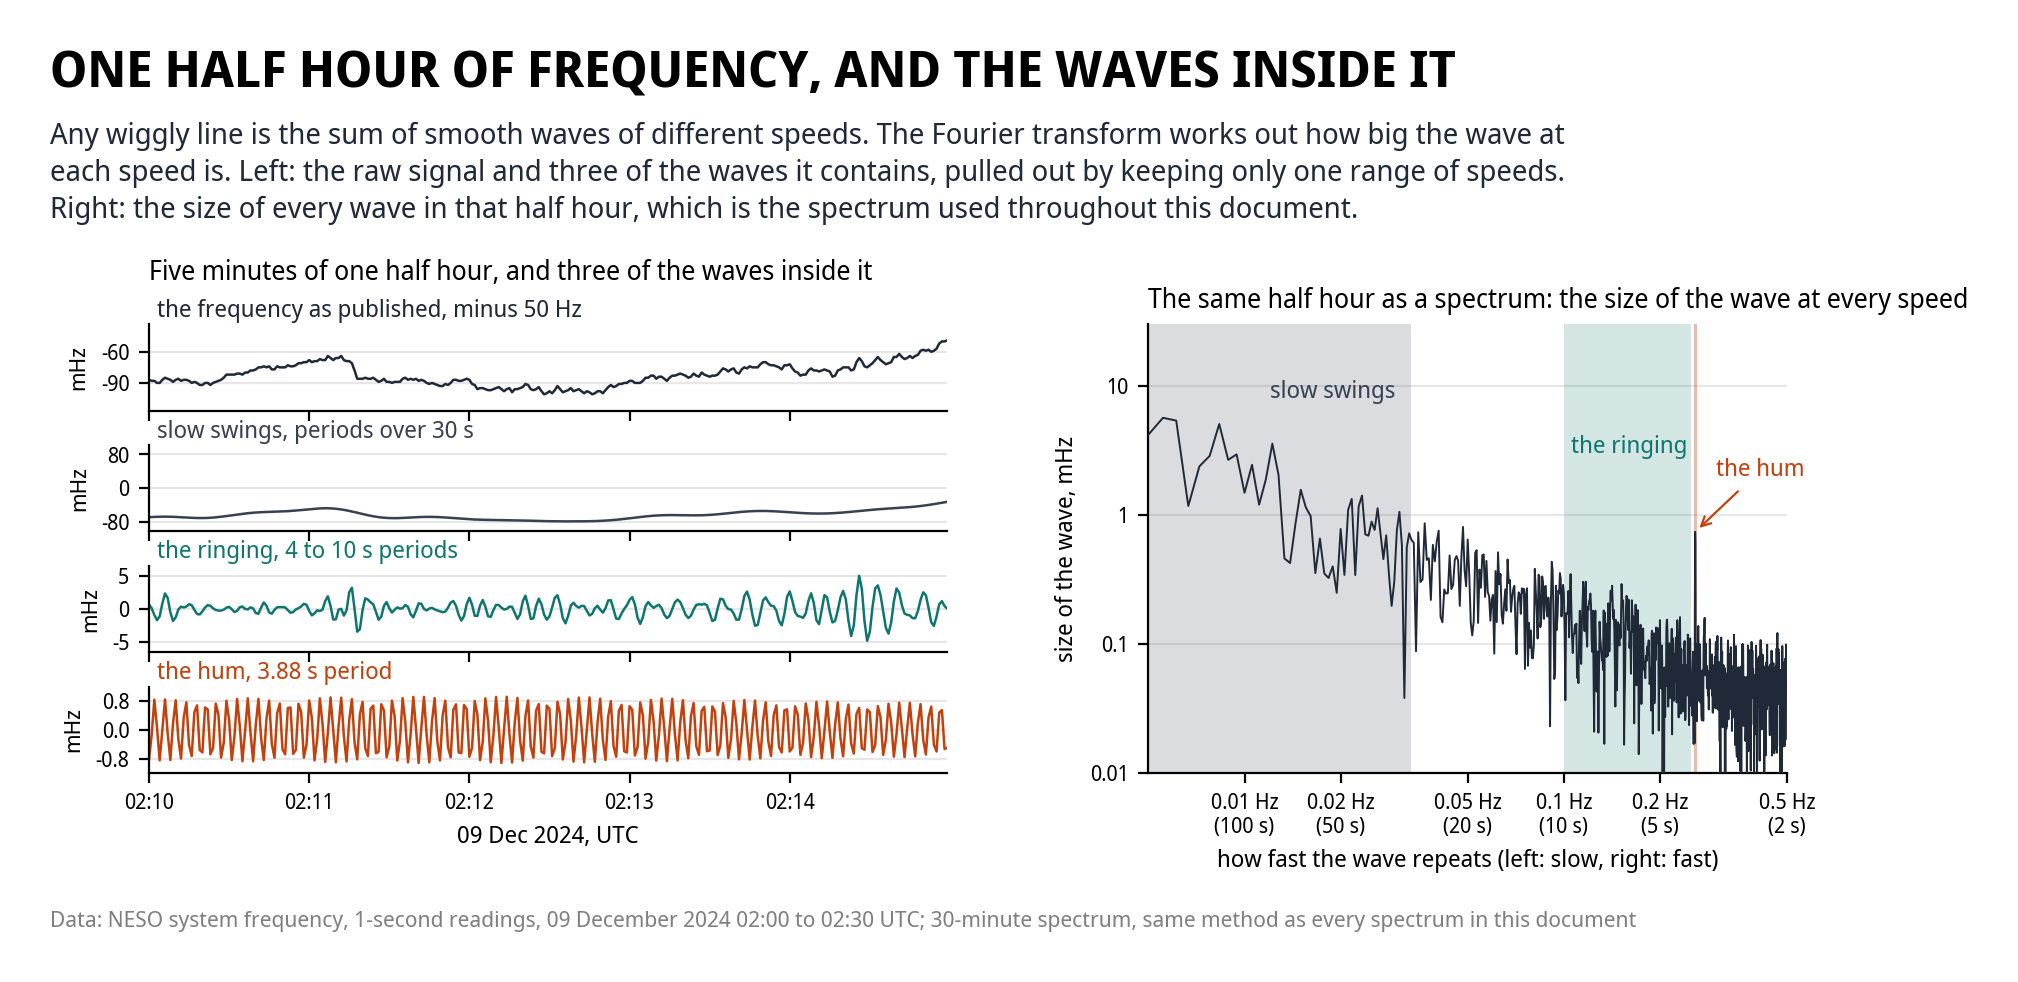 ONE HALF HOUR OF FREQUENCY, AND THE WAVES INSIDE IT
Any wiggly line is the sum of smooth waves of different speeds. The Fourier transform works out how big the wave at
each speed is. Left: the raw signal and three of the waves it contains, pulled out by keeping only one range of speeds.
Right: the size of every wave in that half hour, which is the spectrum used throughout this document.
Five minutes of one half hour, and three of the waves inside it
the frequency as published, minus 50 Hz
mHz
-60
-90
slow swings, periods over 30 s
mHz
80
0
-80
the ringing, 4 to 10 s periods
mHz
5
0
-5
the hum, 3.88 s period
mHz
0.8
0.0
-0.8
02:10 02:11 02:12 02:13 02:14
09 Dec 2024, UTC
The same half hour as a spectrum: the size of the wave at every speed
size of the wave, mHz
10
1
0.1
0.01
slow swings
the ringing
the hum
0.01 Hz 0.02 Hz 0.05 Hz 0.1 Hz 0.2 Hz 0.5 Hz
(100 s) (50 s) (20 s) (10 s) (5 s) (2 s)
how fast the wave repeats (left: slow, right: fast)
Data: NESO system frequency, 1-second readings, 09 December 2024 02:00 to 02:30 UTC; 30-minute spectrum, same method as every spectrum in this document